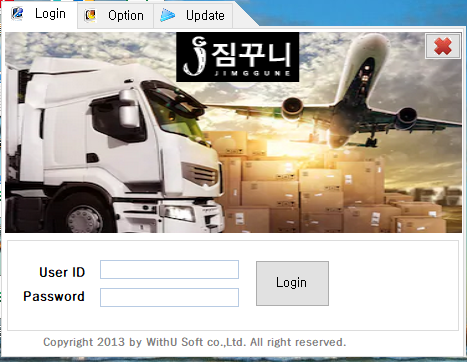 Login Option Update
짐꾸니
JIMGGUNE
User ID
Password
Login
Copyright 2013 by WithU Soft co.,Ltd. All right reserved.